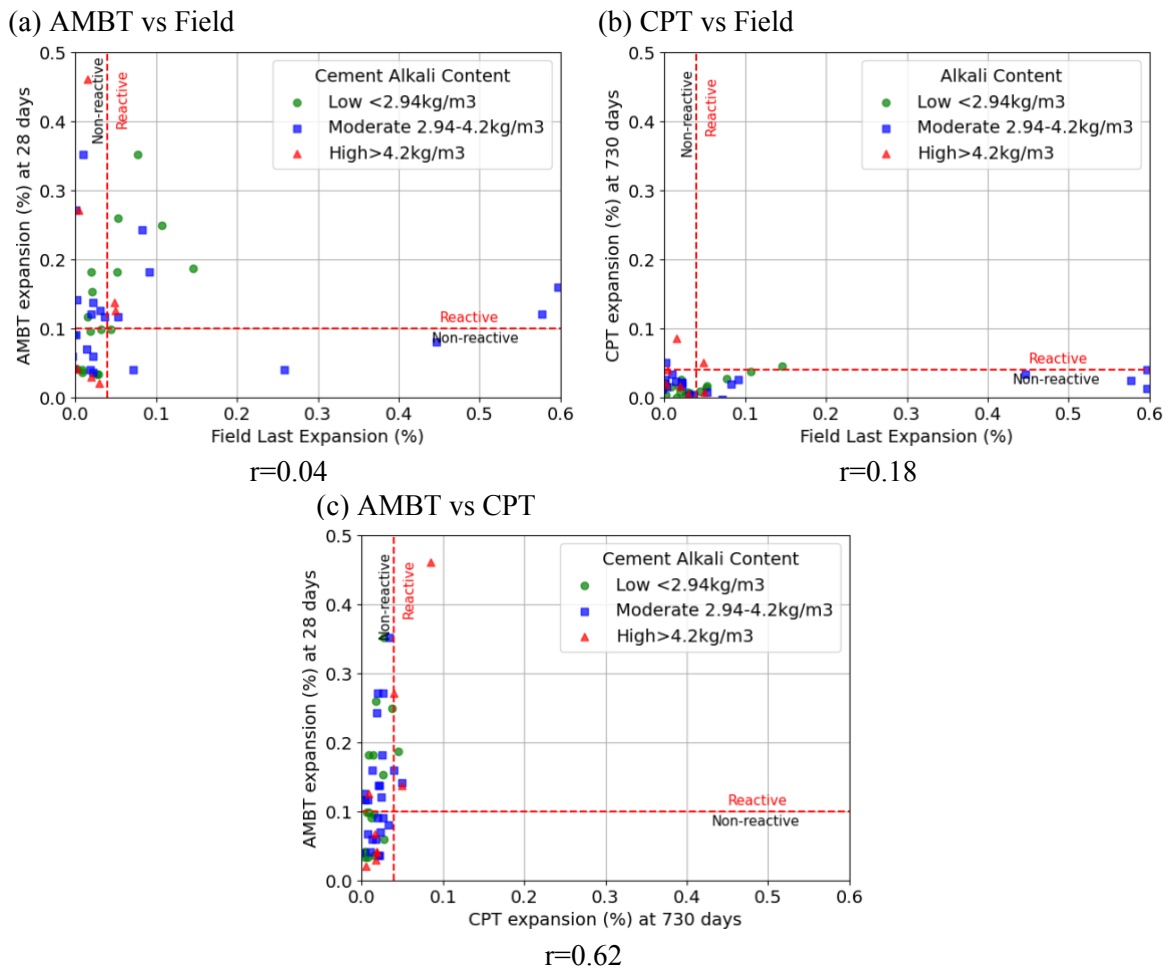 (a) AMBT vs Field
0.5
0.4
0.3
0.2
0.1
0.0
AMBT expansion (%) at 28 days
Non-reactive
Reactive
Cement Alkali Content
Low <2.94kg/m3
Moderate 2.94-4.2kg/m3
High>4.2kg/m3
Reactive
Non-reactive
0.0 0.1 0.2 0.3 0.4 0.5 0.6
Field Last Expansion (%)
r=0.04
(b) CPT vs Field
0.5
0.4
0.3
0.2
0.1
0.0
CPT expansion (%) at 730 days
Non-reactive
Reactive
Alkali Content
Low <2.94kg/m3
Moderate 2.94-4.2kg/m3
High>4.2kg/m3
Reactive
Non-reactive
0.0 0.1 0.2 0.3 0.4 0.5 0.6
Field Last Expansion (%)
r=0.18
(c) AMBT vs CPT
0.5
0.4
0.3
0.2
0.1
0.0
AMBT expansion (%) at 28 days
Non-reactive
Reactive
Cement Alkali Content
Low <2.94kg/m3
Moderate 2.94-4.2kg/m3
High>4.2kg/m3
Reactive
Non-reactive
0.0 0.1 0.2 0.3 0.4 0.5 0.6
CPT expansion (%) at 730 days
r=0.62